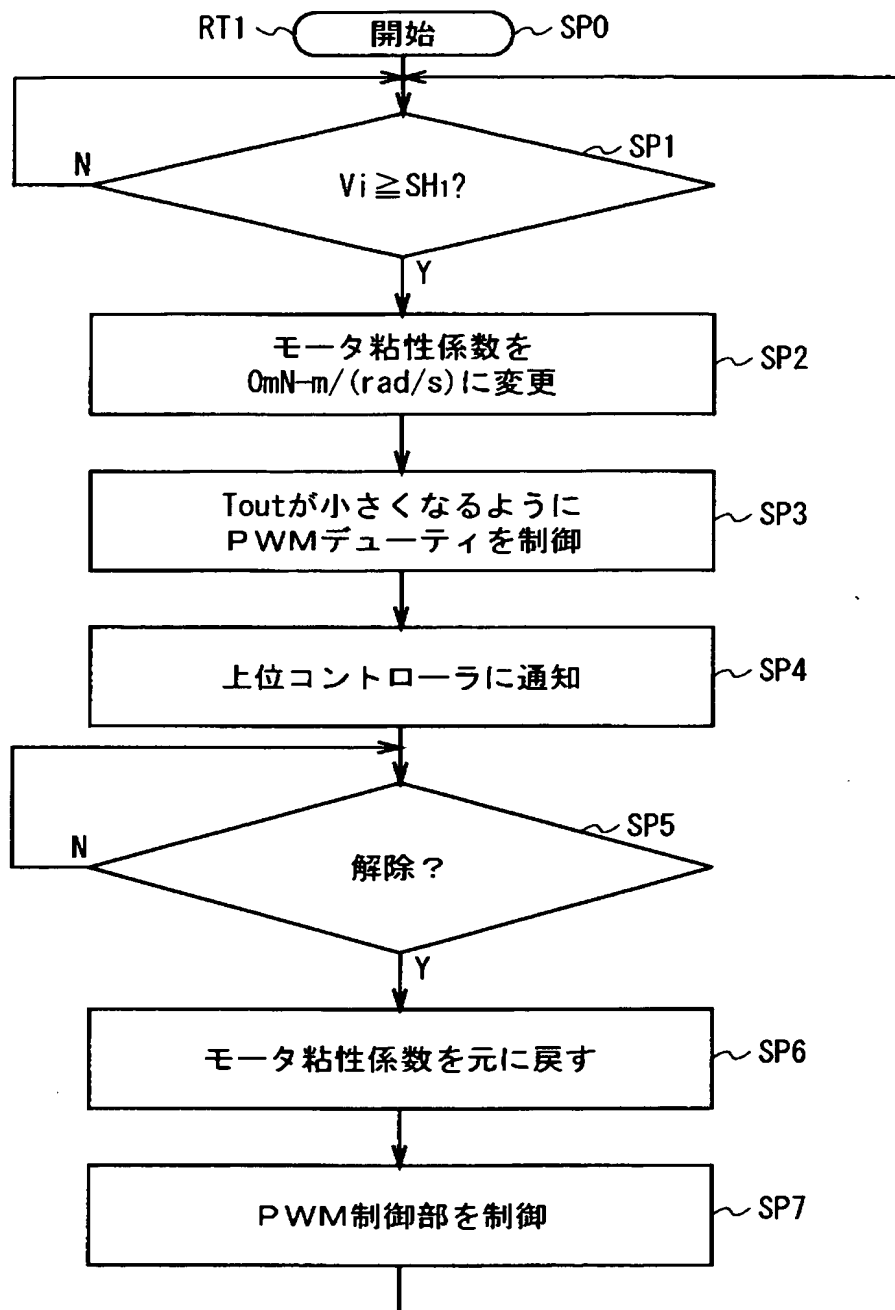 RT1 開始 SP0
SP1
N
Vi≧SH1?
Y
モータ粘性係数を
0mN-m/(rad/s)に変更
SP2
Toutが小さくなるように
PWMデューティを制御
SP3
上位コントローラに通知
SP4
SP5
N
解除?
Y
モータ粘性係数を元に戻す
SP6
PWM制御部を制御
SP7